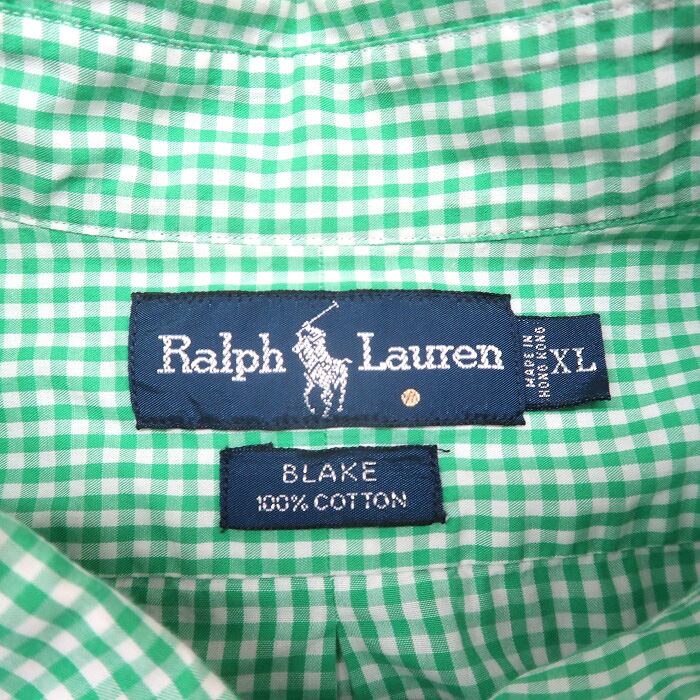 Ralph Lauren
MADE IN
HONG KONG
XL
BLAKE
100% COTTON